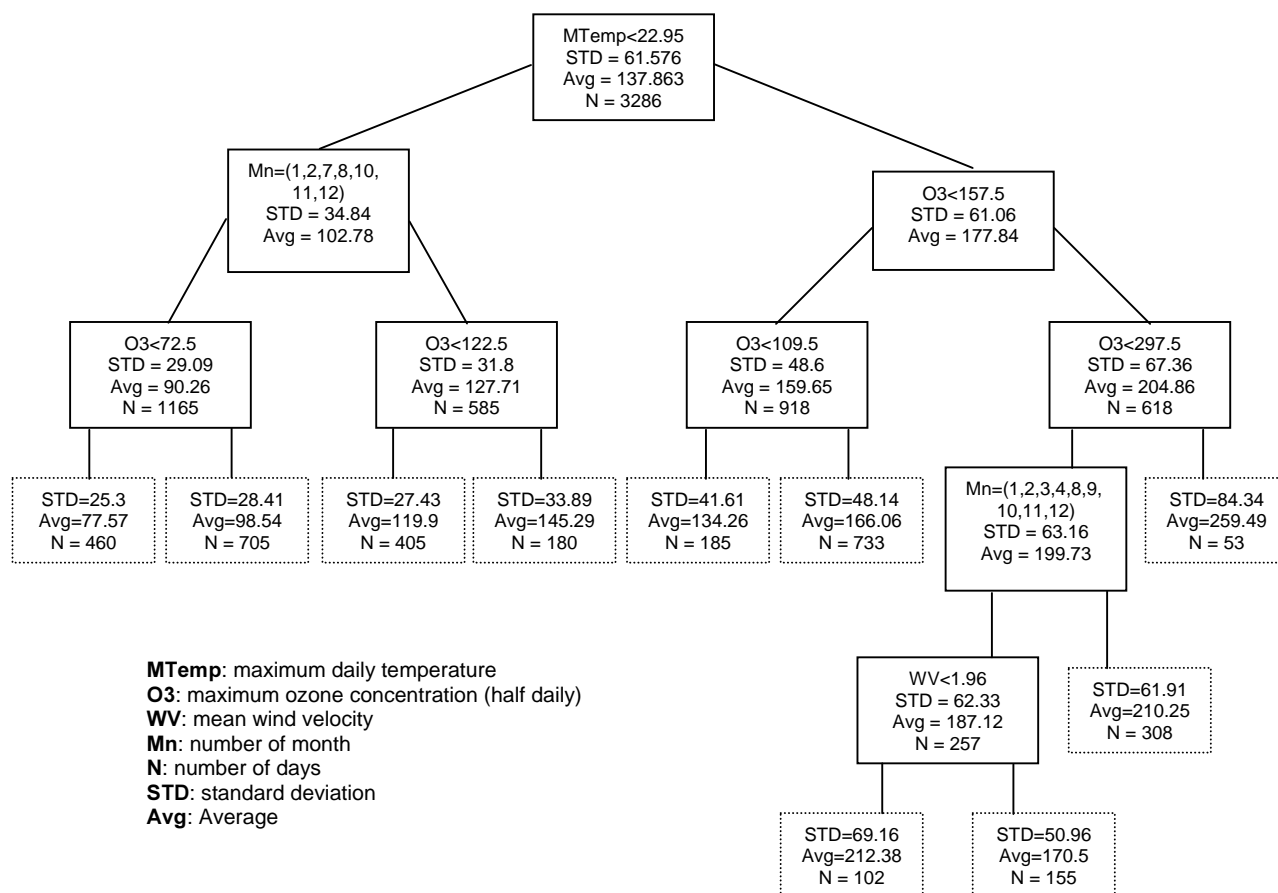 MTemp<22.95
STD = 61.576
Avg = 137.863
N = 3286
Mn=(1,2,7,8,10,
11,12)
STD = 34.84
Avg = 102.78
O3<157.5
STD = 61.06
Avg = 177.84
O3<72.5
STD = 29.09
Avg = 90.26
N = 1165
O3<122.5
STD = 31.8
Avg = 127.71
N = 585
O3<109.5
STD = 48.6
Avg = 159.65
N = 918
O3<297.5
STD = 67.36
Avg = 204.86
N = 618
STD=25.3
Avg=77.57
N = 460
STD=28.41
Avg=98.54
N = 705
STD=27.43
Avg=119.9
N = 405
STD=33.89
Avg=145.29
N = 180
STD=41.61
Avg=134.26
N = 185
STD=48.14
Avg=166.06
N = 733
Mn=(1,2,3,4,8,9,
10,11,12)
STD = 63.16
Avg = 199.73
STD=84.34
Avg=259.49
N = 53
WV<1.96
STD = 62.33
Avg = 187.12
N = 257
STD=61.91
Avg=210.25
N = 308
STD=69.16
Avg=212.38
N = 102
STD=50.96
Avg=170.5
N = 155
MTemp: maximum daily temperature
O3: maximum ozone concentration (half daily)
WV: mean wind velocity
Mn: number of month
N: number of days
STD: standard deviation
Avg: Average